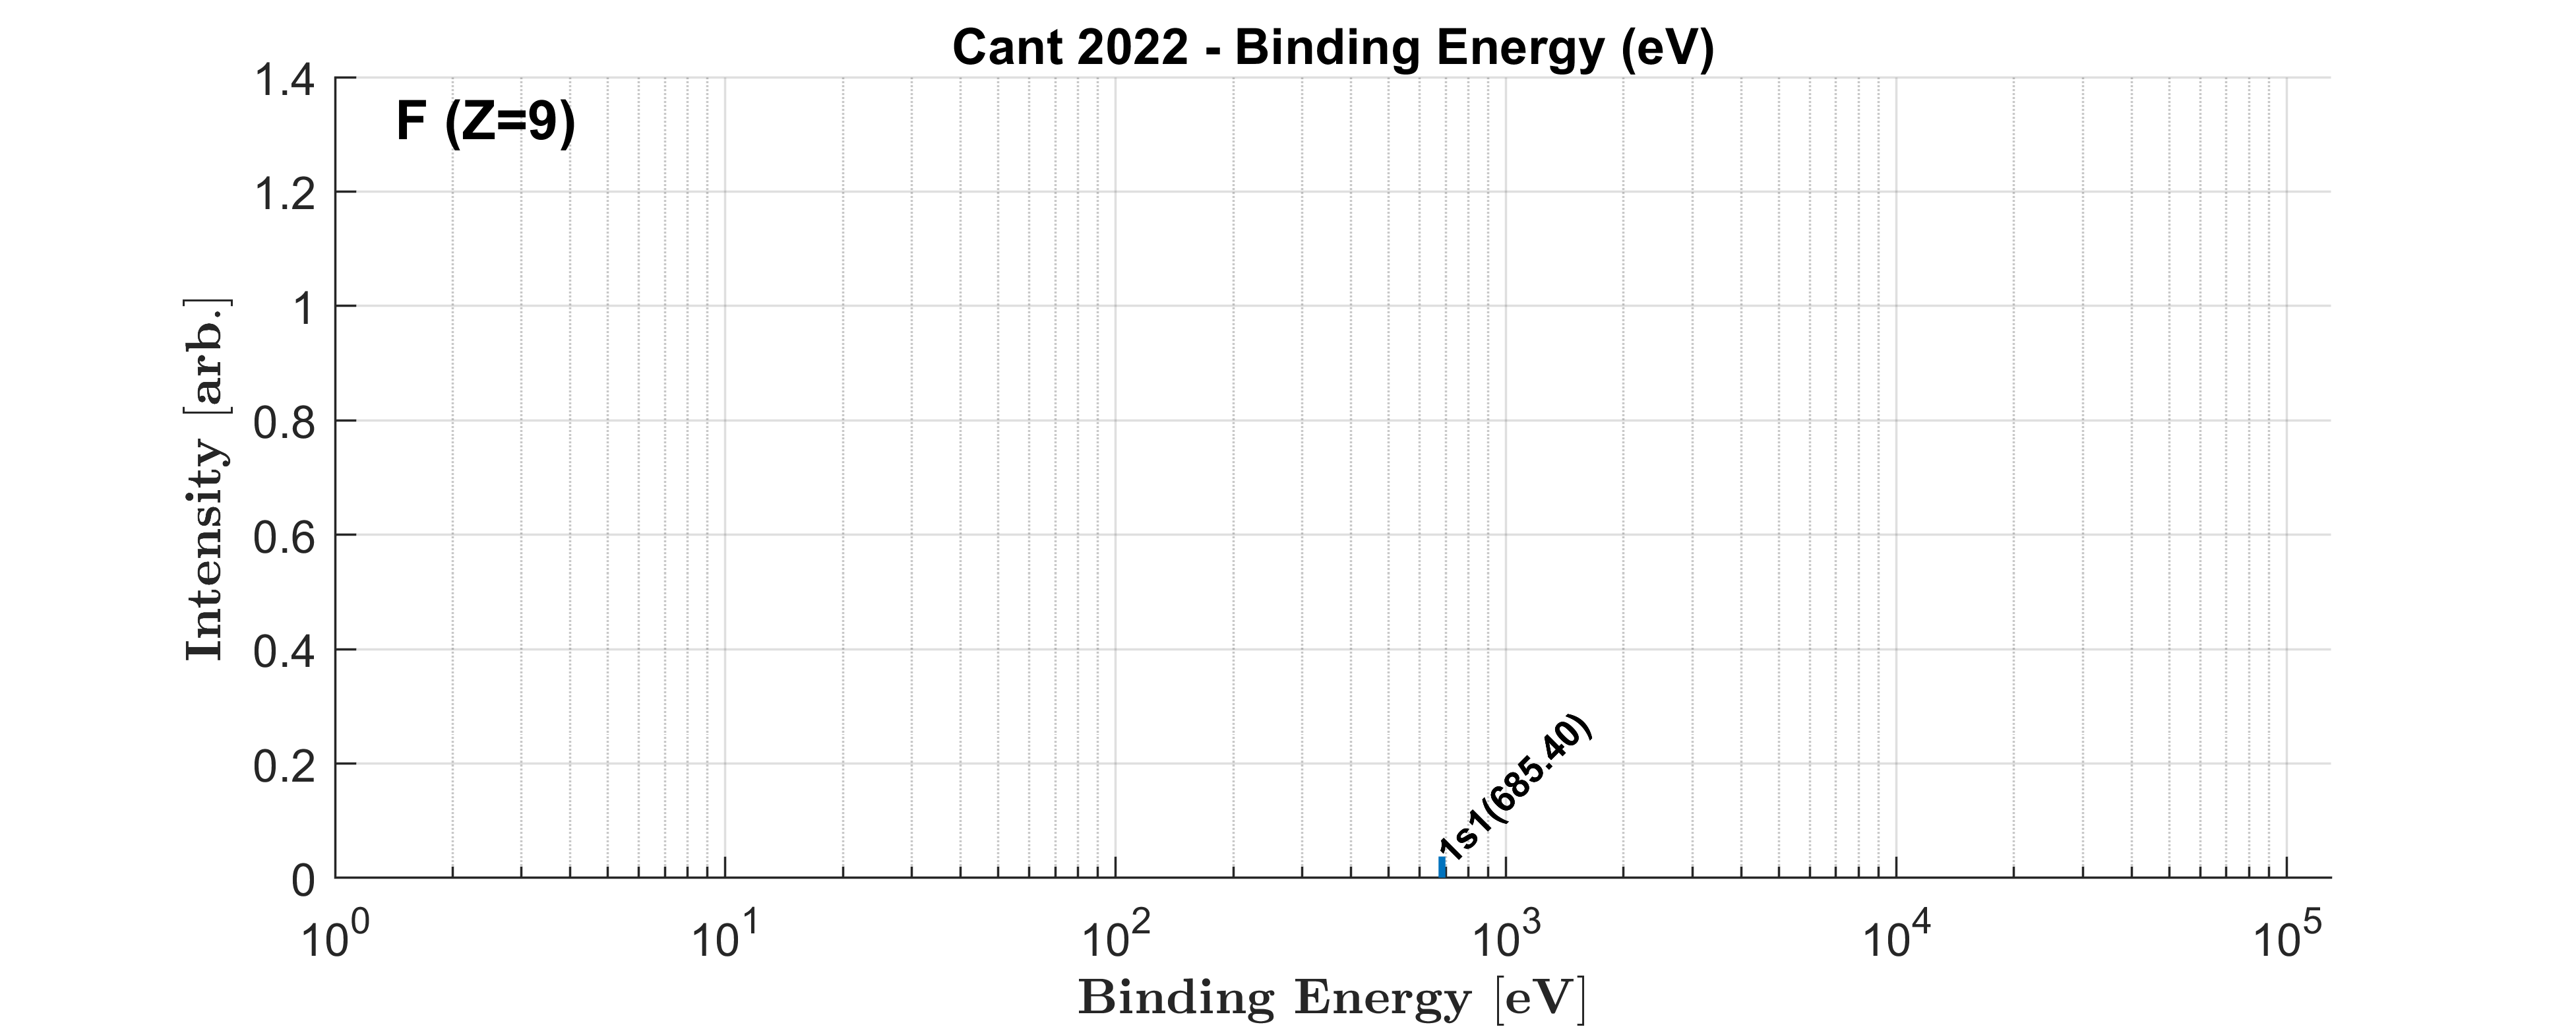 Cant 2022 - Binding Energy (eV)
F (Z=9)
1.4
1.2
1
0.8
0.6
0.4
0.2
0
Intensity [arb.]
1s1(685.40)
10^0 10^1 10^2 10^3 10^4 10^5
Binding Energy [eV]